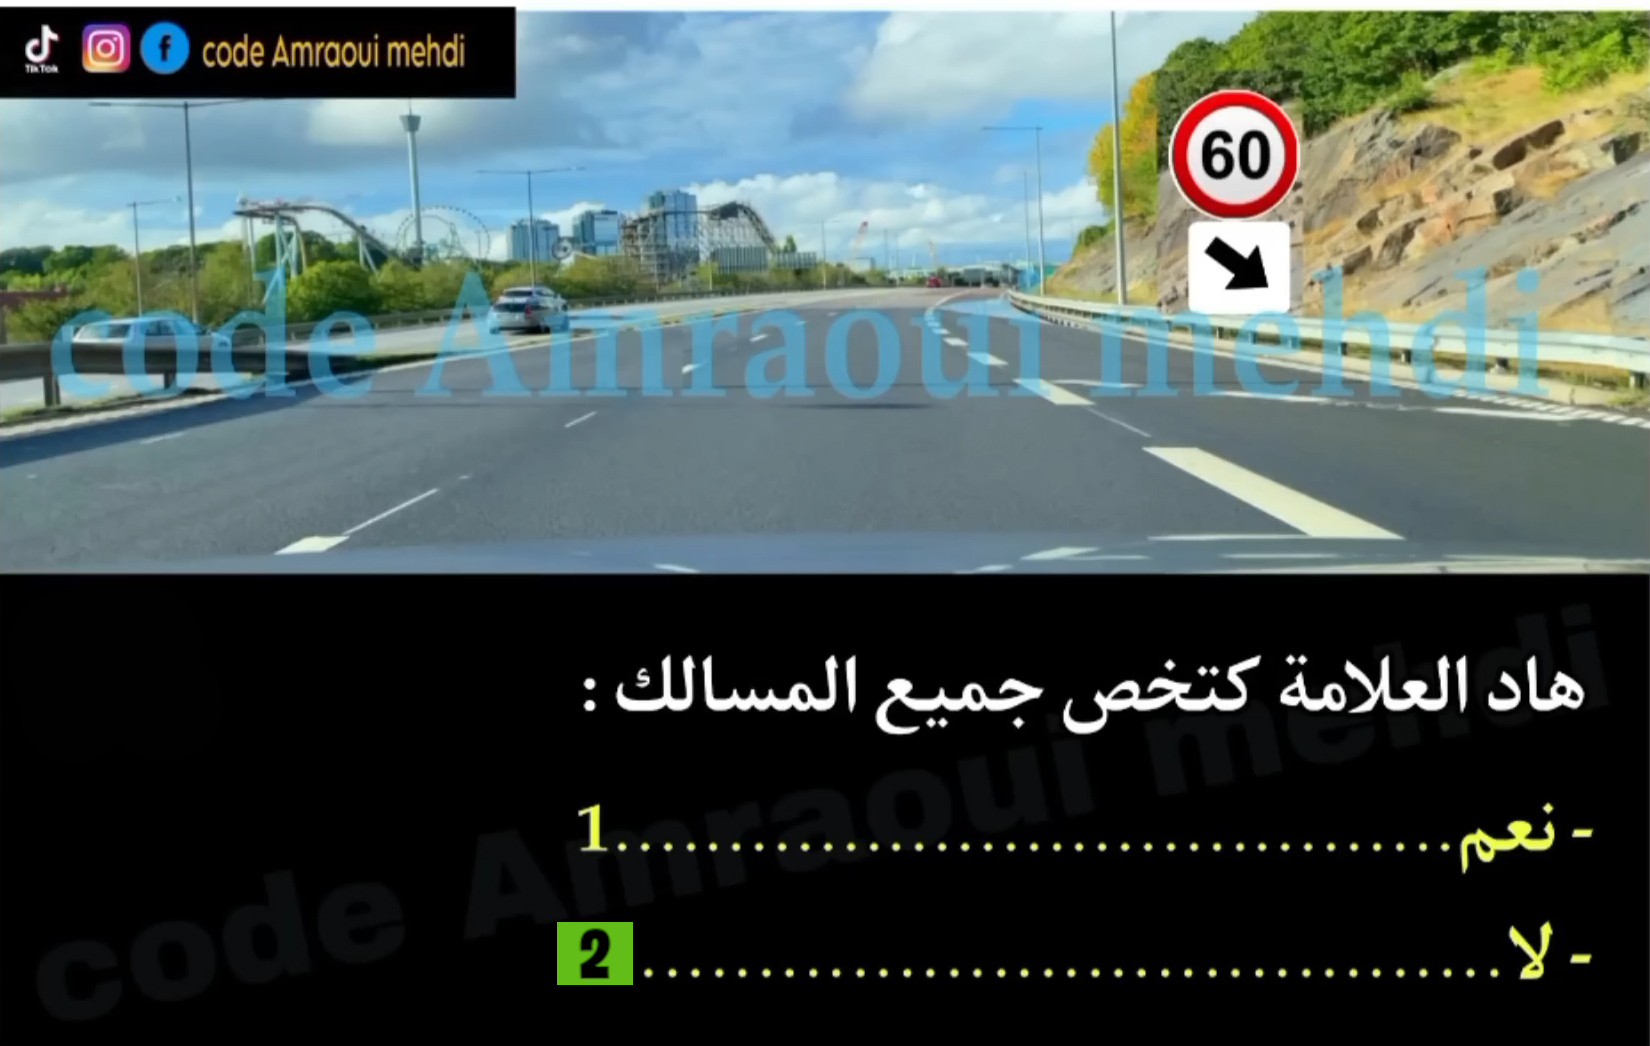 TikTok code Amraoui mehdi
60
code Amraoui mehdi
هاد العلامة كتخص جميع المسالك :
- نعم......................................1
- لا......................................2
code Amraoui mehdi